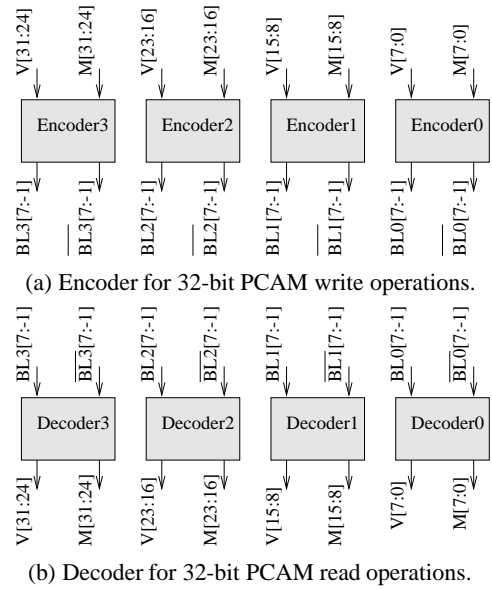 V[31:24] M[31:24] V[23:16] M[23:16] V[15:8] M[15:8] V[7:0] M[7:0]
Encoder3 Encoder2 Encoder1 Encoder0
BL3[7:-1] BL3[7:-1] BL2[7:-1] BL2[7:-1] BL1[7:-1] BL1[7:-1] BL0[7:-1] BL0[7:-1]
(a) Encoder for 32-bit PCAM write operations.
BL3[7:-1] BL3[7:-1] BL2[7:-1] BL2[7:-1] BL1[7:-1] BL1[7:-1] BL0[7:-1] BL0[7:-1]
Decoder3 Decoder2 Decoder1 Decoder0
V[31:24] M[31:24] V[23:16] M[23:16] V[15:8] M[15:8] V[7:0] M[7:0]
(b) Decoder for 32-bit PCAM read operations.